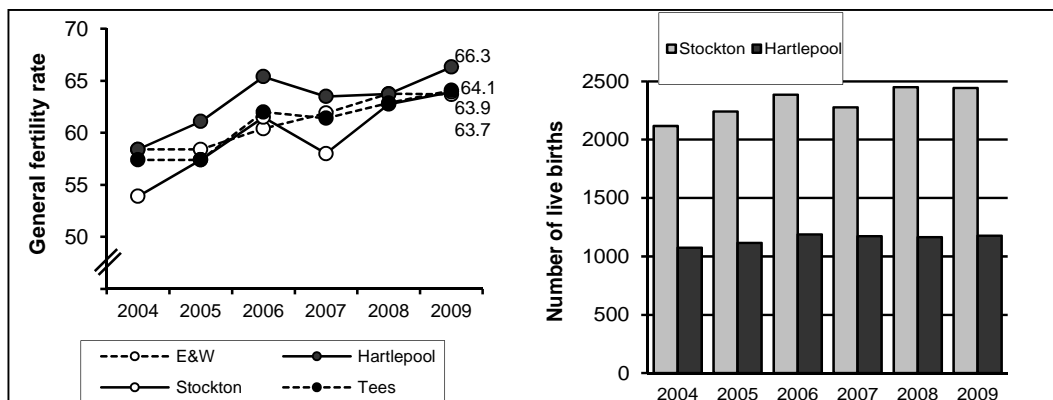 General fertility rate
70
65
60
55
50
66.3
64.1
63.9
63.7
2004 2005 2006 2007 2008 2009
E&W Hartlepool
Stockton Tees
Stockton Hartlepool
Number of live births
2500
2000
1500
1000
500
0
2004 2005 2006 2007 2008 2009